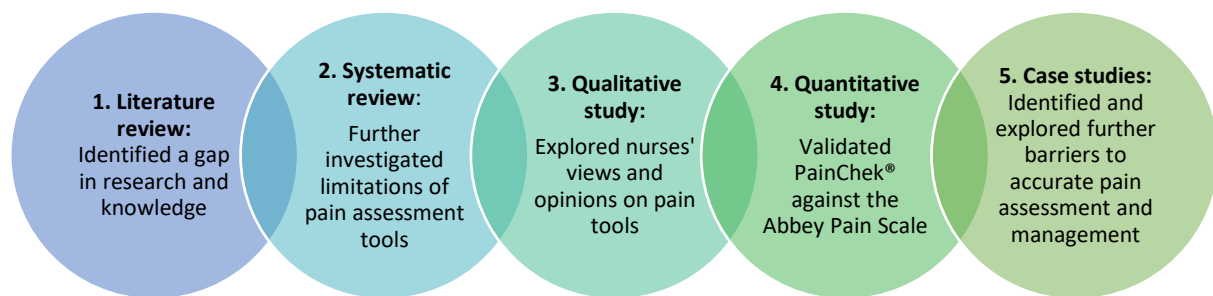 1. Literature
review:
Identified a gap
in research and
knowledge
2. Systematic
review:
Further
investigated
limitations of
pain assessment
tools
3. Qualitative
study:
Explored nurses'
views and
opinions on pain
tools
4. Quantitative
study:
Validated
PainChek®
against the
Abbey Pain Scale
5. Case studies:
Identified and
explored further
barriers to
accurate pain
assessment and
management